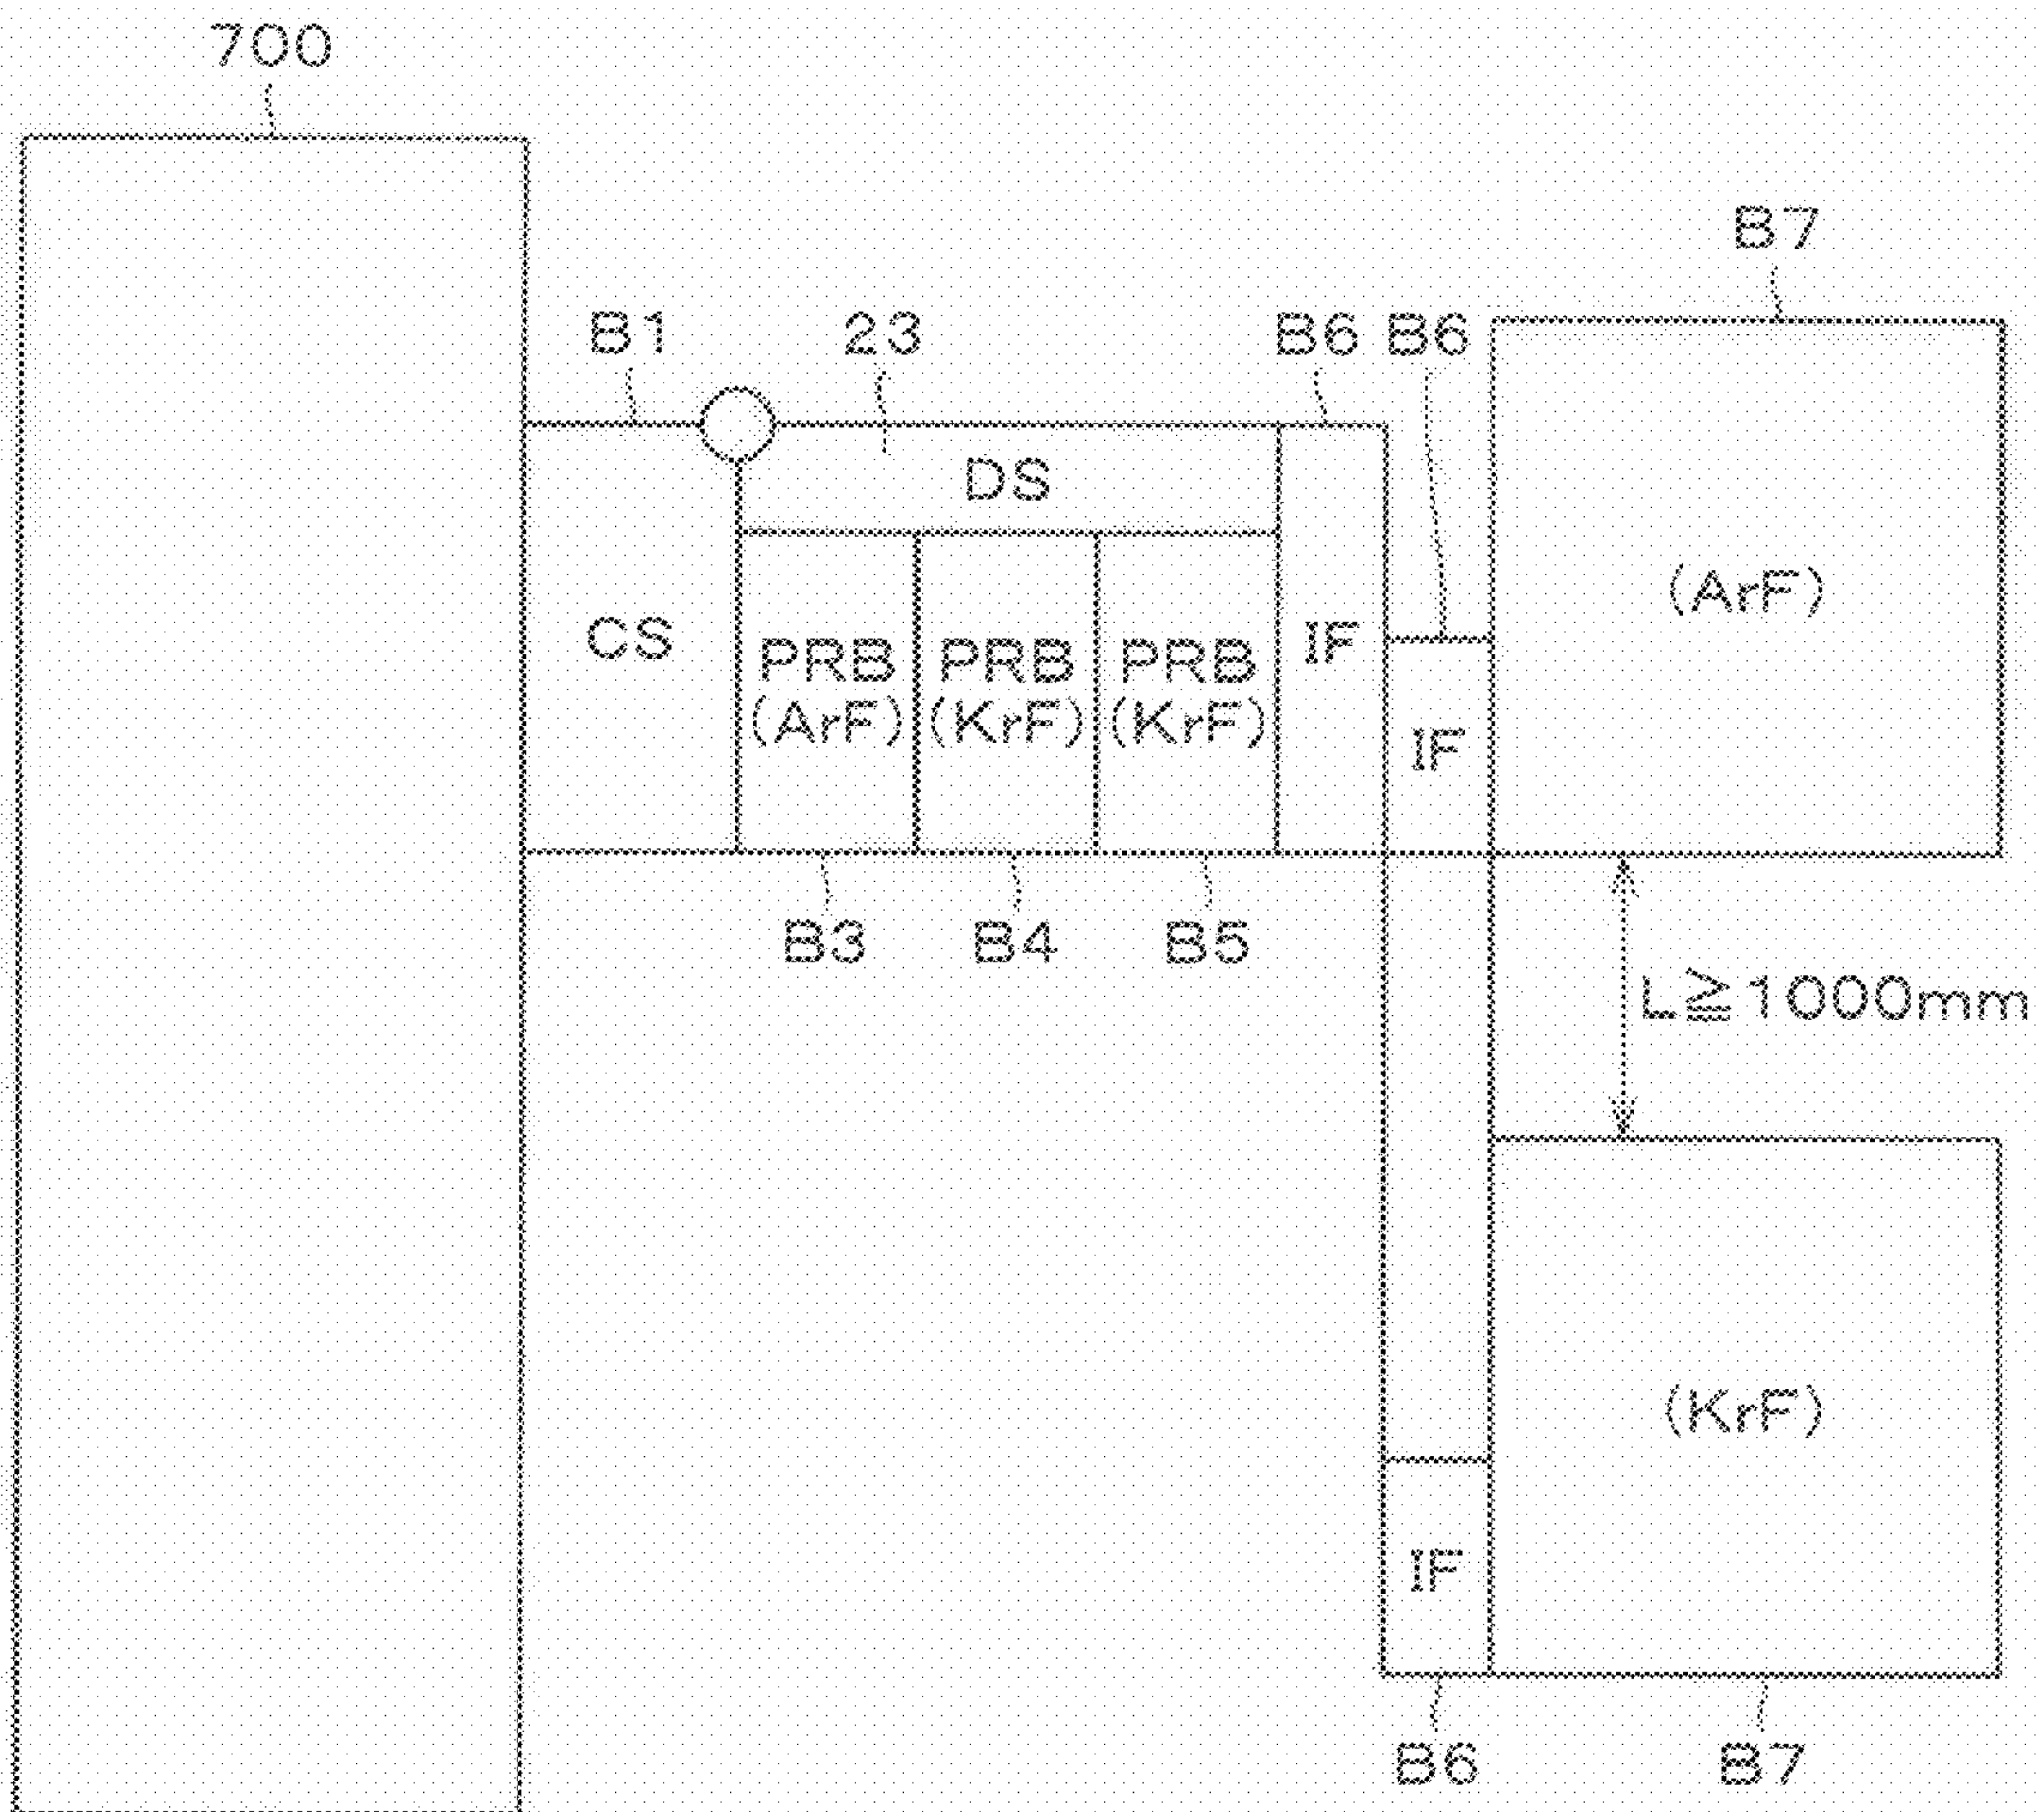 700
B7
B1
23
B6
B6
DS
(ArF)
CS
PRB
(ArF)
PRB
(KrF)
PRB
(KrF)
IF
IF
B3
B4
B5
L≧1000mm
(KrF)
IF
B6
B7